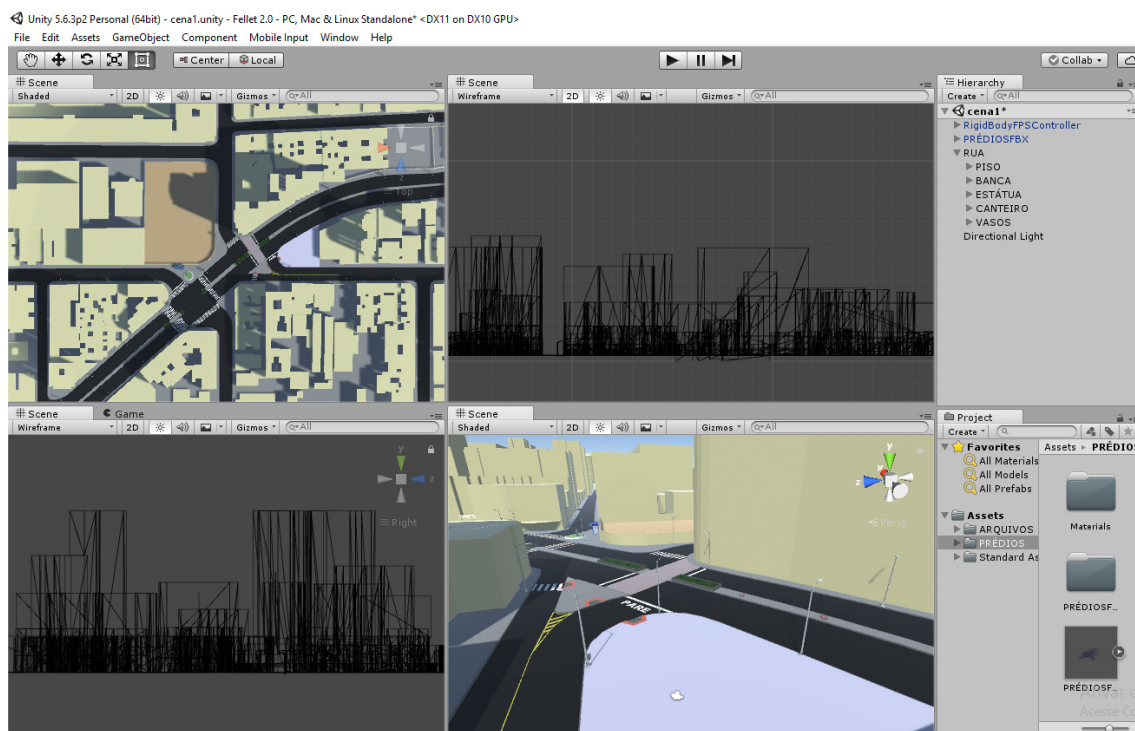 Unity 5.6.3p2 Personal (64bit) - cena1.unity - Fellet 2.0 - PC, Mac & Linux Standalone* <DX11 on DX10 GPU>
File Edit Assets GameObject Component Mobile Input Window Help
Center Local Collab
Scene
Shaded 2D Gizmos All
Top
Scene
Wireframe 2D Gizmos All
Hierarchy
Create All
cena1*
RigidBodyFPSController
PRÉDIOSFBX
RUA
PISO
BANCA
ESTÁTUA
CANTEIRO
VASOS
Directional Light
Scene Game
Wireframe 2D Gizmos All
y
z
Right
Scene
Shaded 2D Gizmos All
y
x
z
Persp
PARE
Project
Create
Favorites
All Materials
All Models
All Prefabs
Assets
ARQUIVOS
PRÉDIOS
Standard As
Assets PRÉDIOS
Materials
PRÉDIOSF...
PRÉDIOSF...
Ativar o
Acesse Co